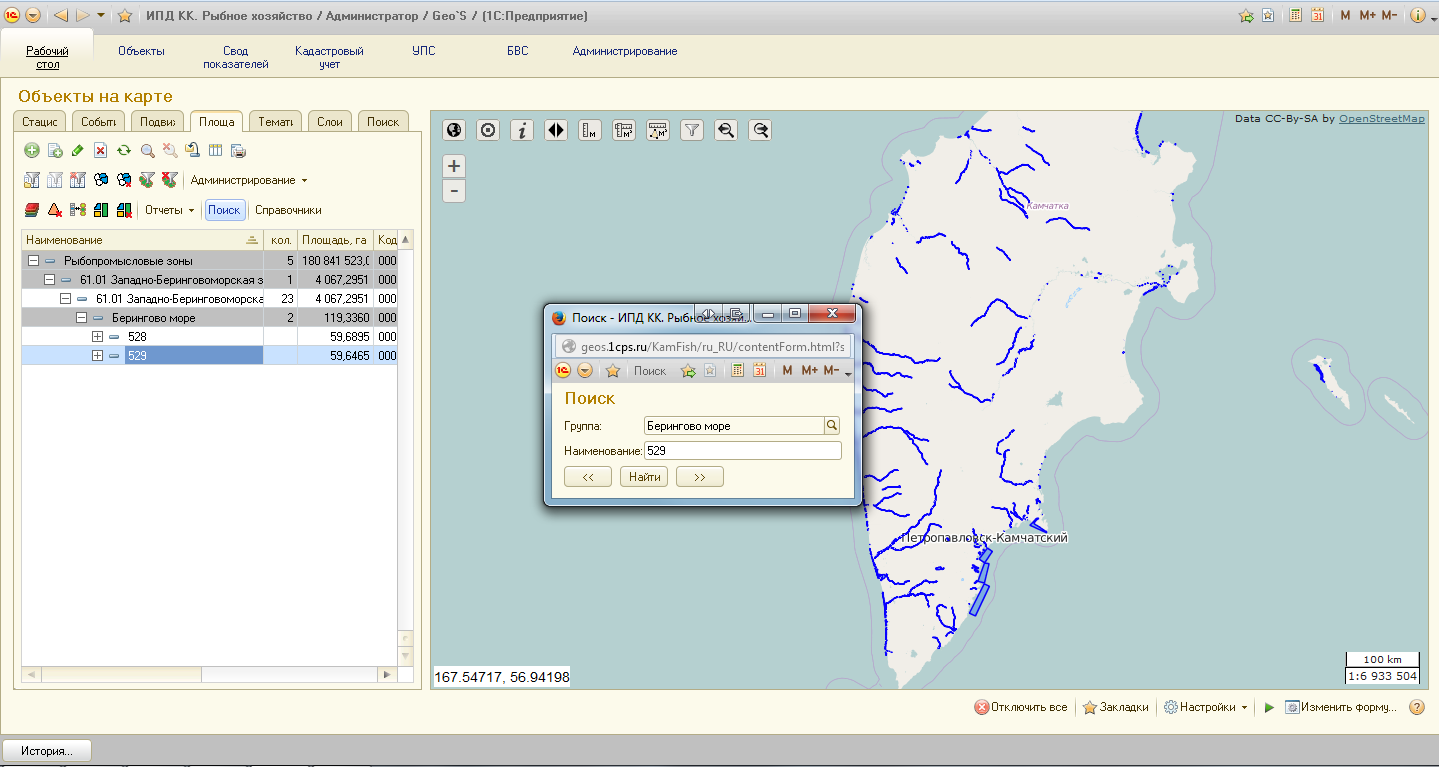 ИПД КК. Рыбное хозяйство / Администратор / Geo`S / (1С:Предприятие)
31 M M+ M-
Рабочий стол
Объекты
Свод показателей
Кадастровый учет
УПС
БВС
Администрирование
Объекты на карте
Стацис Событи Подвиж Площа Темати Слои Поиск
Администрирование
Отчеты Поиск Справочники
Наименование кол. Площадь, га Код
Рыбопромысловые зоны 5 180 841 523,0 000
61.01 Западно-Беринговоморская з 1 4 067,2951 000
61.01 Западно-Беринговоморска 23 4 067,2951 000
Берингово море 2 119,3360 000
528 59,6895 000
529 59,6465 000
Data CC-By-SA by OpenStreetMap
+
-
Камчатка
Петропавловск-Камчатский
167.54717, 56.94198
100 km
1:6 933 504
Поиск - ИПД КК. Рыбное хозяй...
geos.1cps.ru/KamFish/ru_RU/contentForm.html?s
Поиск 31 M M+ M-
Поиск
Группа: Берингово море
Наименование: 529
<< Найти >>
Отключить все Закладки Настройки Изменить форму... ?
История...